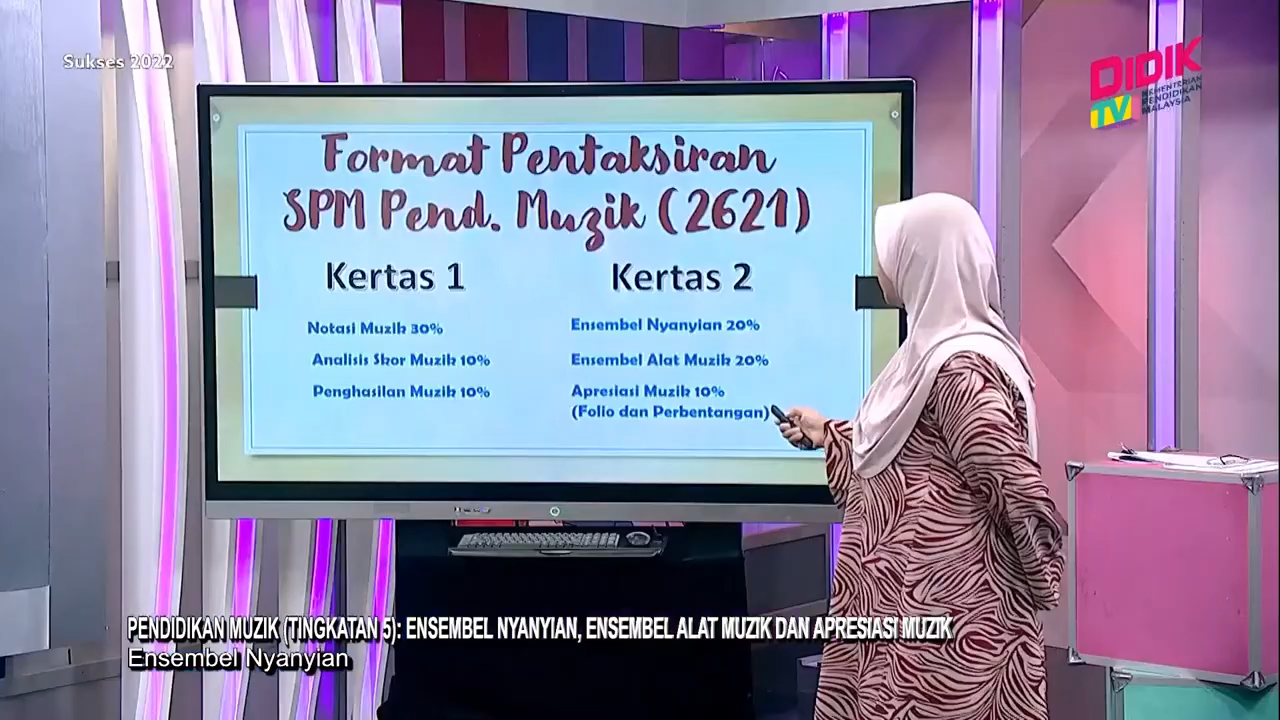 Sukses 2022
DIDIK
TV
KEMENTERIAN
PENDIDIKAN
MALAYSIA
Format Pentaksiran
SPM Pend. Muzik (2621)
Kertas 1
Notasi Muzik 30%
Analisis Skor Muzik 10%
Penghasilan Muzik 10%
Kertas 2
Ensembel Nyanyian 20%
Ensembel Alat Muzik 20%
Apresiasi Muzik 10%
(Folio dan Perbentangan)
PENDIDIKAN MUZIK (TINGKATAN 5): ENSEMBEL NYANYIAN, ENSEMBEL ALAT MUZIK DAN APRESIASI MUZIK
Ensembel Nyanyian